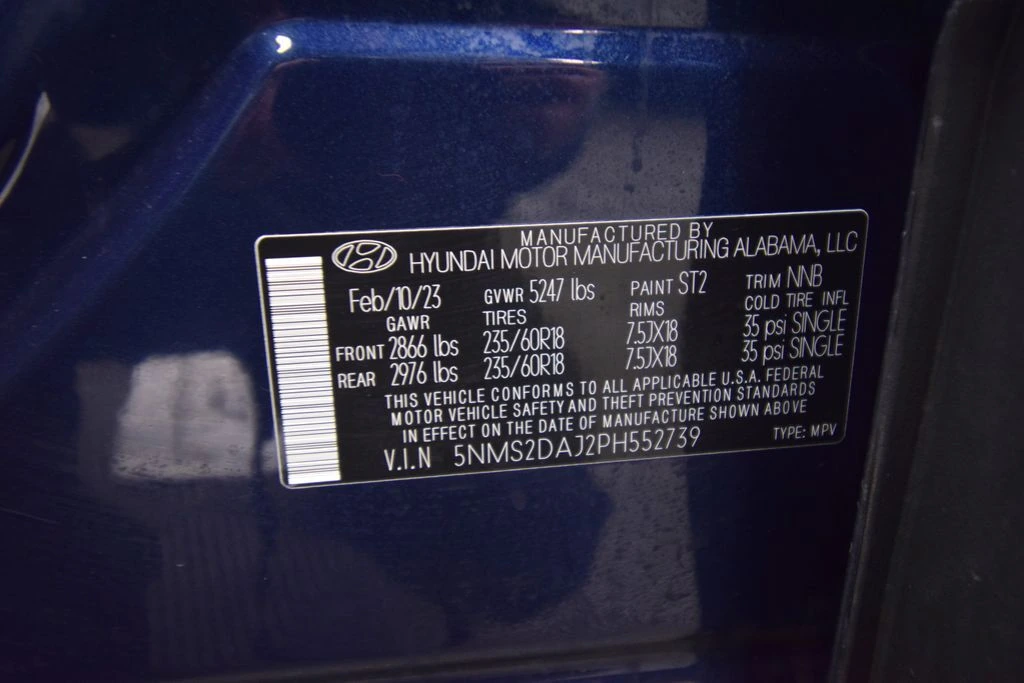 MANUFACTURED BY
HYUNDAI MOTOR MANUFACTURING ALABAMA, LLC
Feb/10/23 GVWR 5247 lbs PAINT ST2 TRIM NNB
GAWR TIRES RIMS COLD TIRE INFL
FRONT 2866 lbs 235/60R18 7.5JX18 35 psi SINGLE
REAR 2976 lbs 235/60R18 7.5JX18 35 psi SINGLE
THIS VEHICLE CONFORMS TO ALL APPLICABLE U.S.A. FEDERAL
MOTOR VEHICLE SAFETY AND THEFT PREVENTION STANDARDS
IN EFFECT ON THE DATE OF MANUFACTURE SHOWN ABOVE
V.I.N 5NMS2DAJ2PH552739 TYPE: MPV